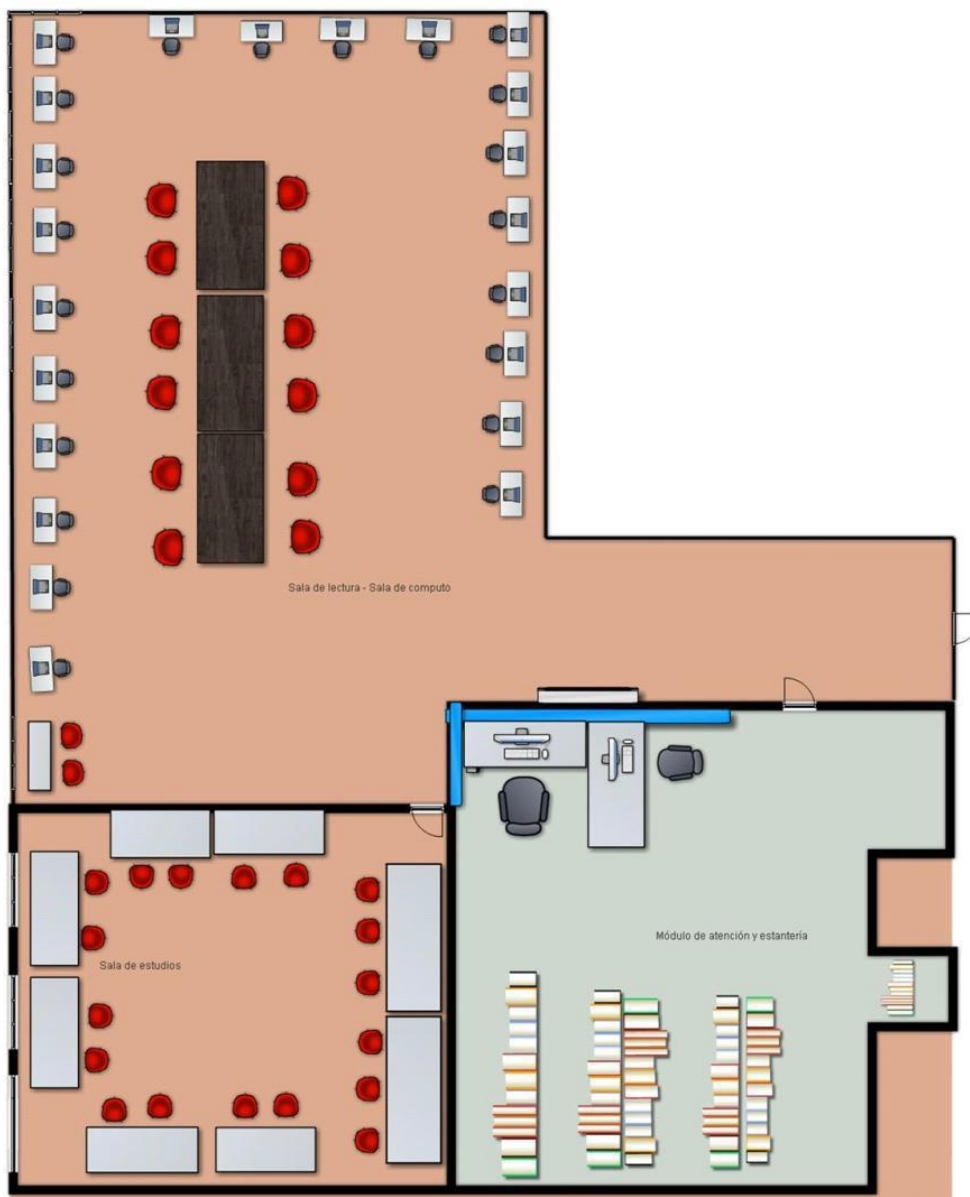 Sala de lectura - Sala de computo
Módulo de atención y estantería
Sala de estudios